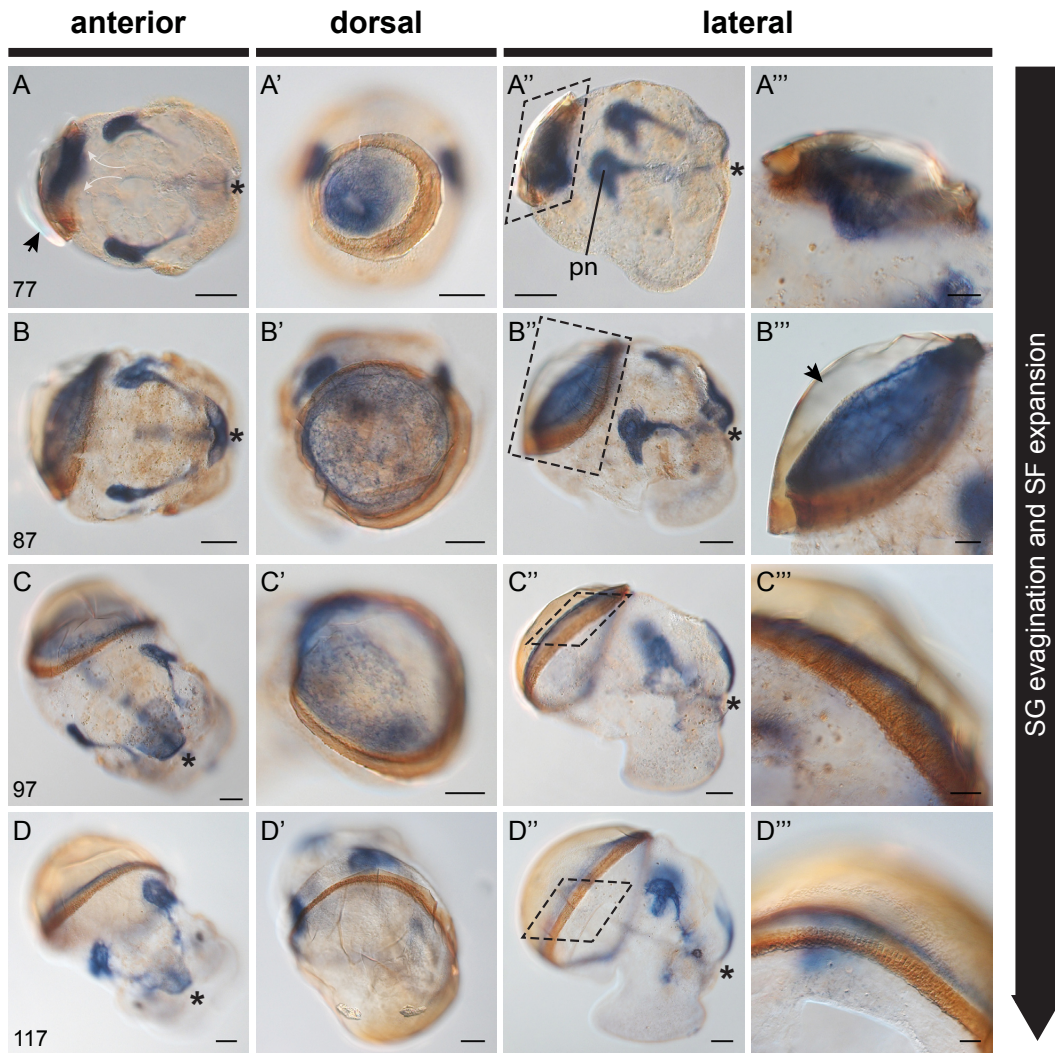 anterior dorsal lateral
A A' A'' A'''
*
*
pn
77
B B' B'' B'''
*
*
87
C C' C'' C'''
*
*
97
D D' D'' D'''
*
*
117
SG evagination and SF expansion